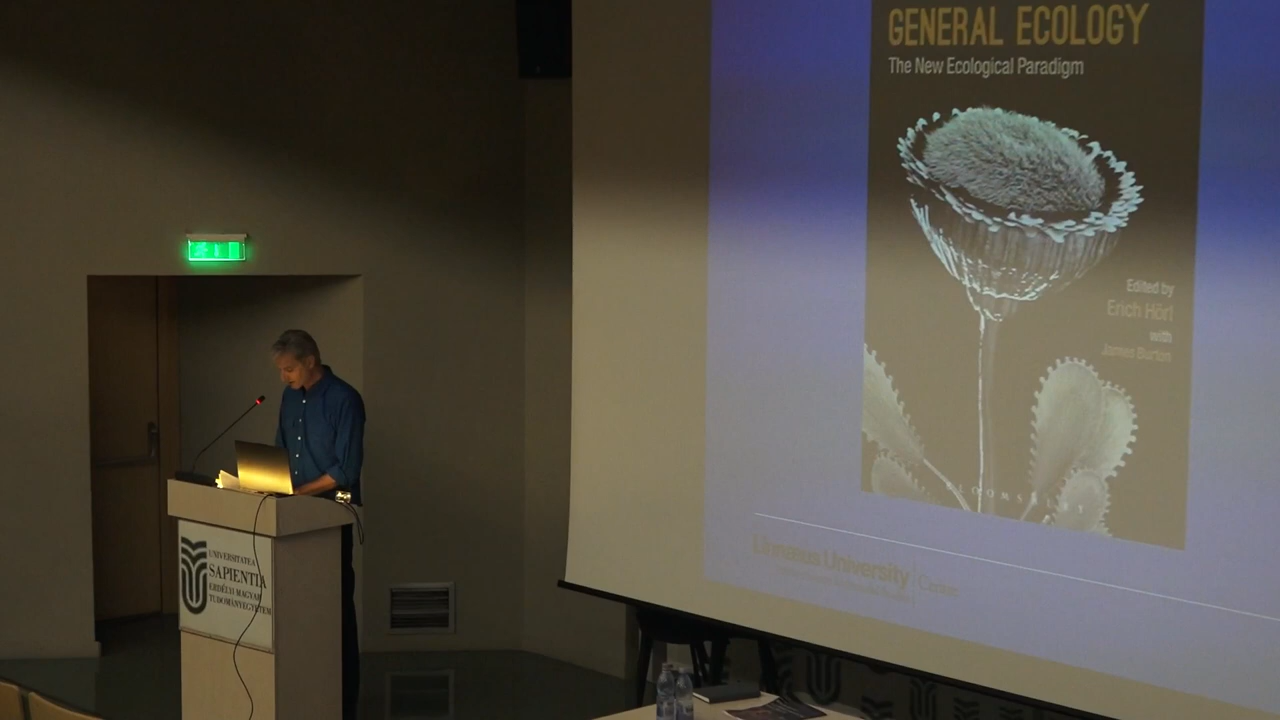 GENERAL ECOLOGY
The New Ecological Paradigm
Edited by
Erich Hörl
with
James Burton
Linnaeus University
UNIVERSITATEA
SAPIENTIA
ERDÉLYI MAGYAR
TUDOMÁNYEGYETEM